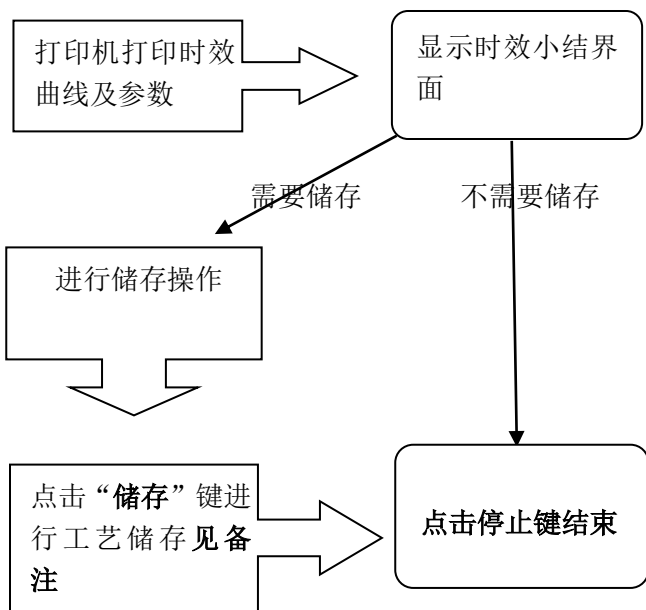 打印机打印时效
曲线及参数
显示时效小结界
面
需要储存
不需要储存
进行储存操作
点击“储存”键进
行工艺储存见备
注
点击停止键结束